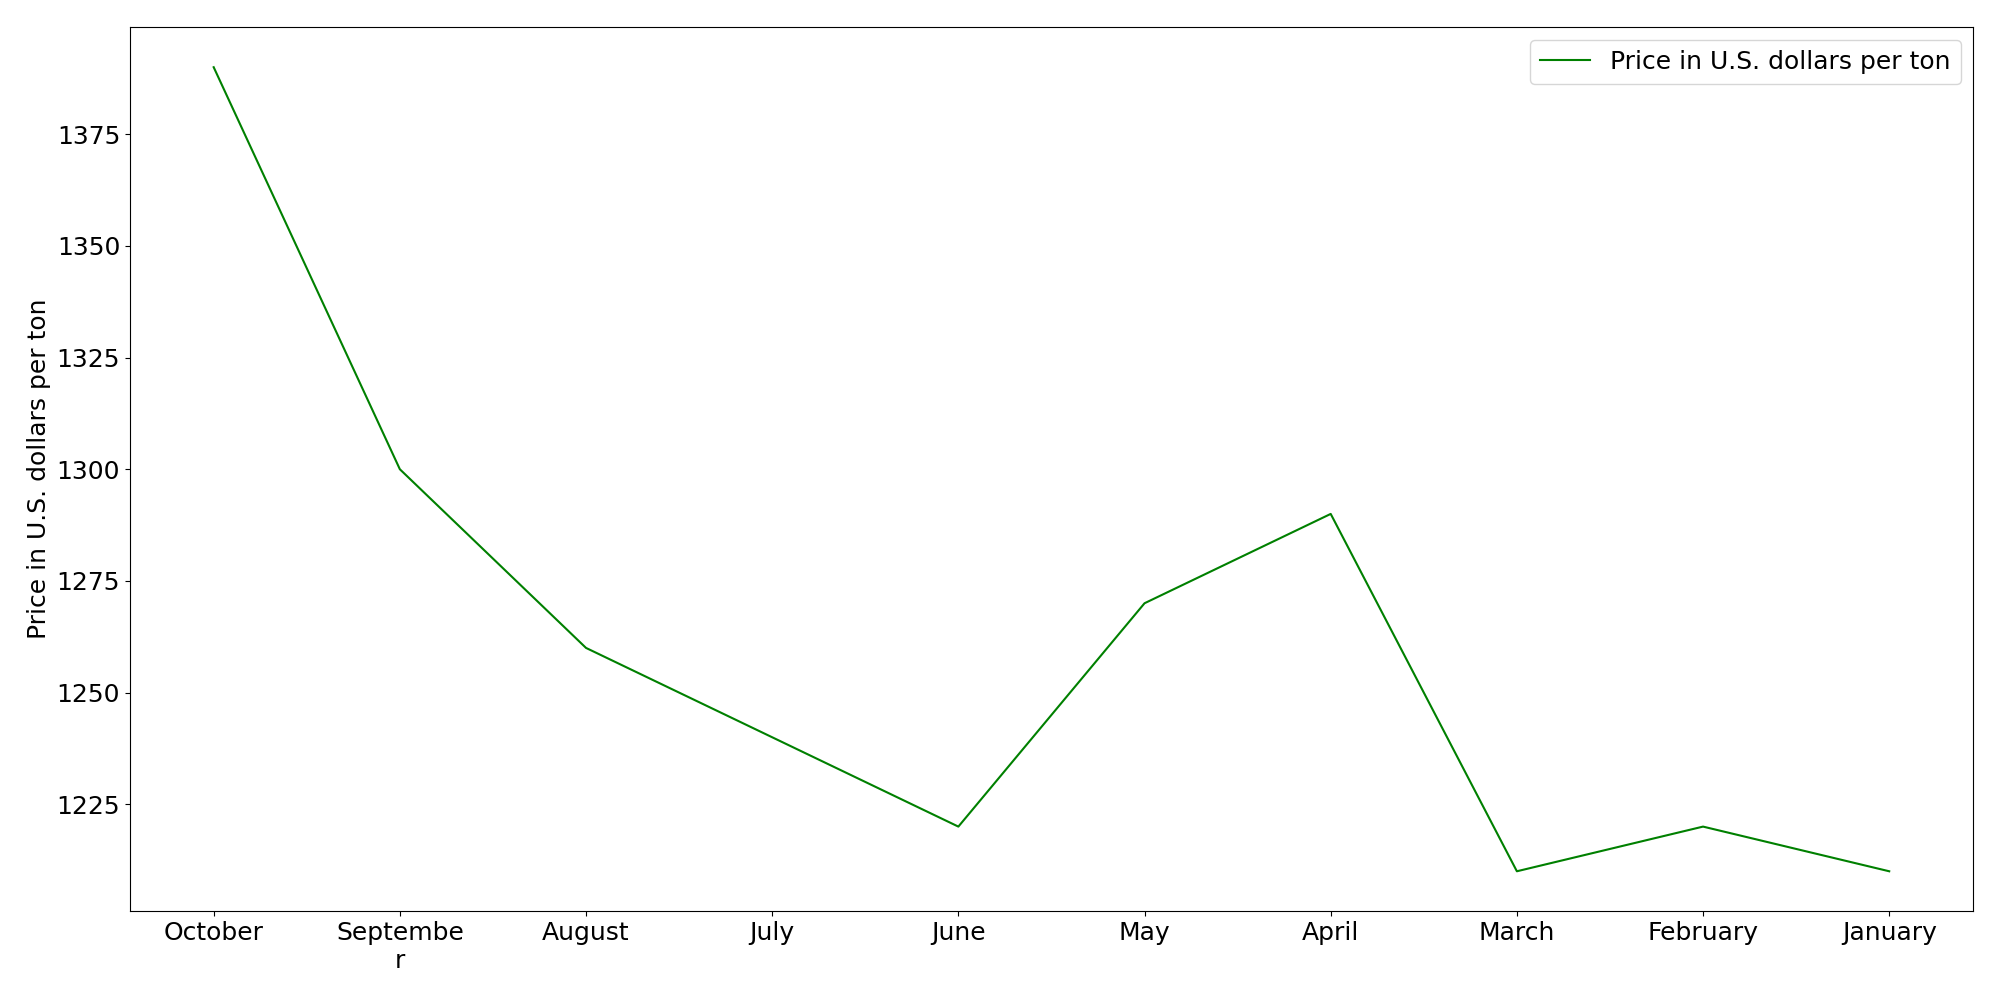 Price in U.S. dollars per ton
1375
1350
1325
1300
1275
1250
1225
Price in U.S. dollars per ton
October
Septembe
r
August
July
June
May
April
March
February
January